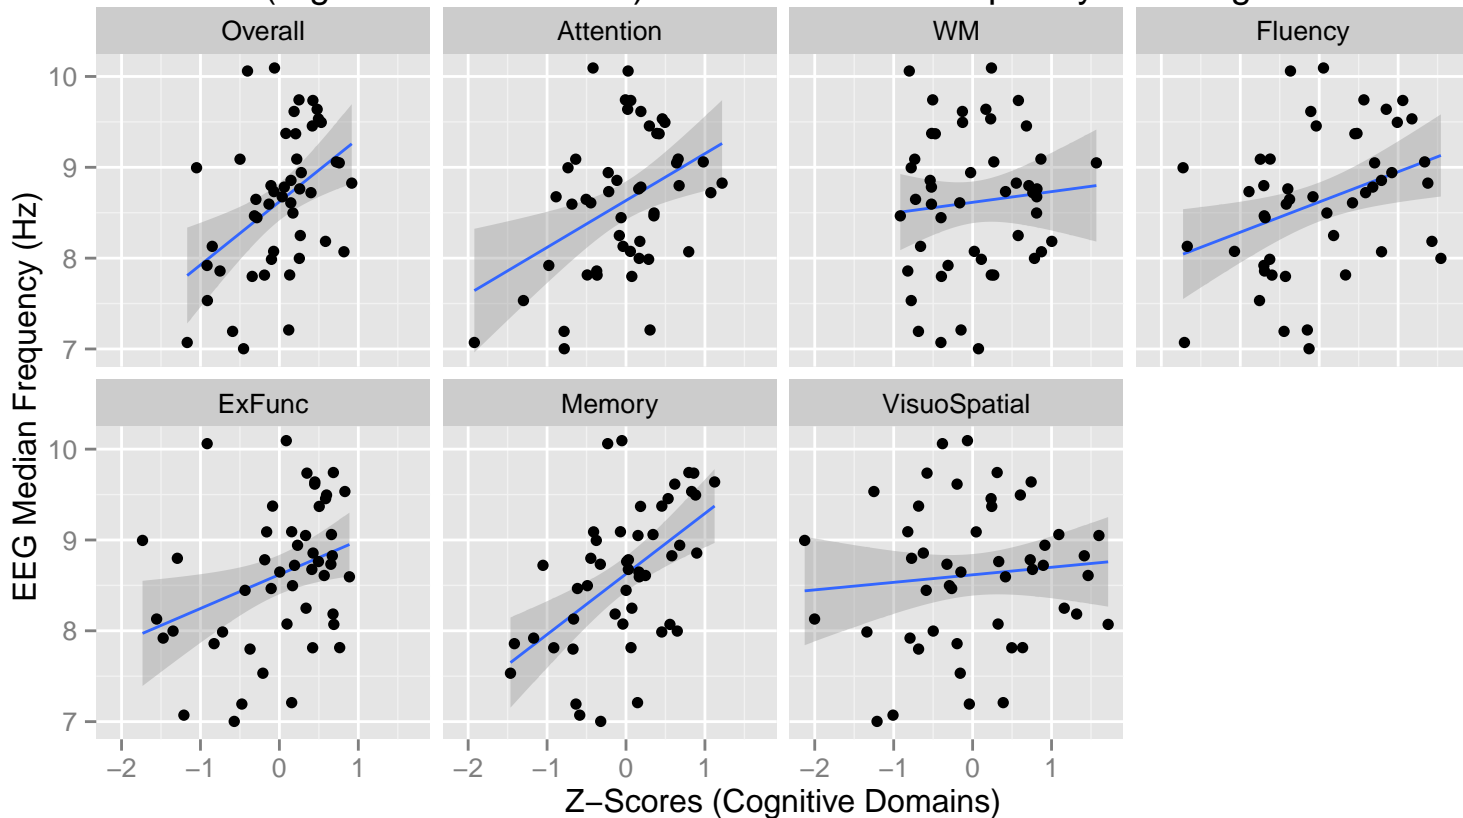 Overall Attention WM Fluency
10
9
8
7
ExFunc Memory VisuoSpatial
10
9
8
7
−2 −1 0 1 −2 −1 0 1 −2 −1 0 1
Z−Scores (Cognitive Domains)
EEG Median Frequency (Hz)